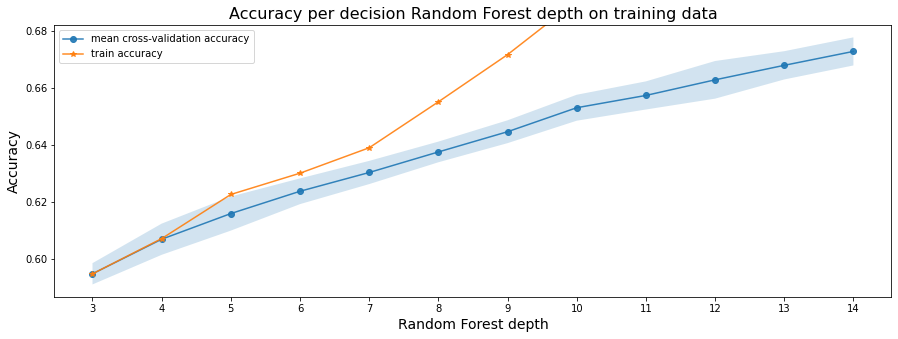 Accuracy per decision Random Forest depth on training data
mean cross-validation accuracy
train accuracy
Accuracy
0.68
0.66
0.64
0.62
0.60
3 4 5 6 7 8 9 10 11 12 13 14
Random Forest depth